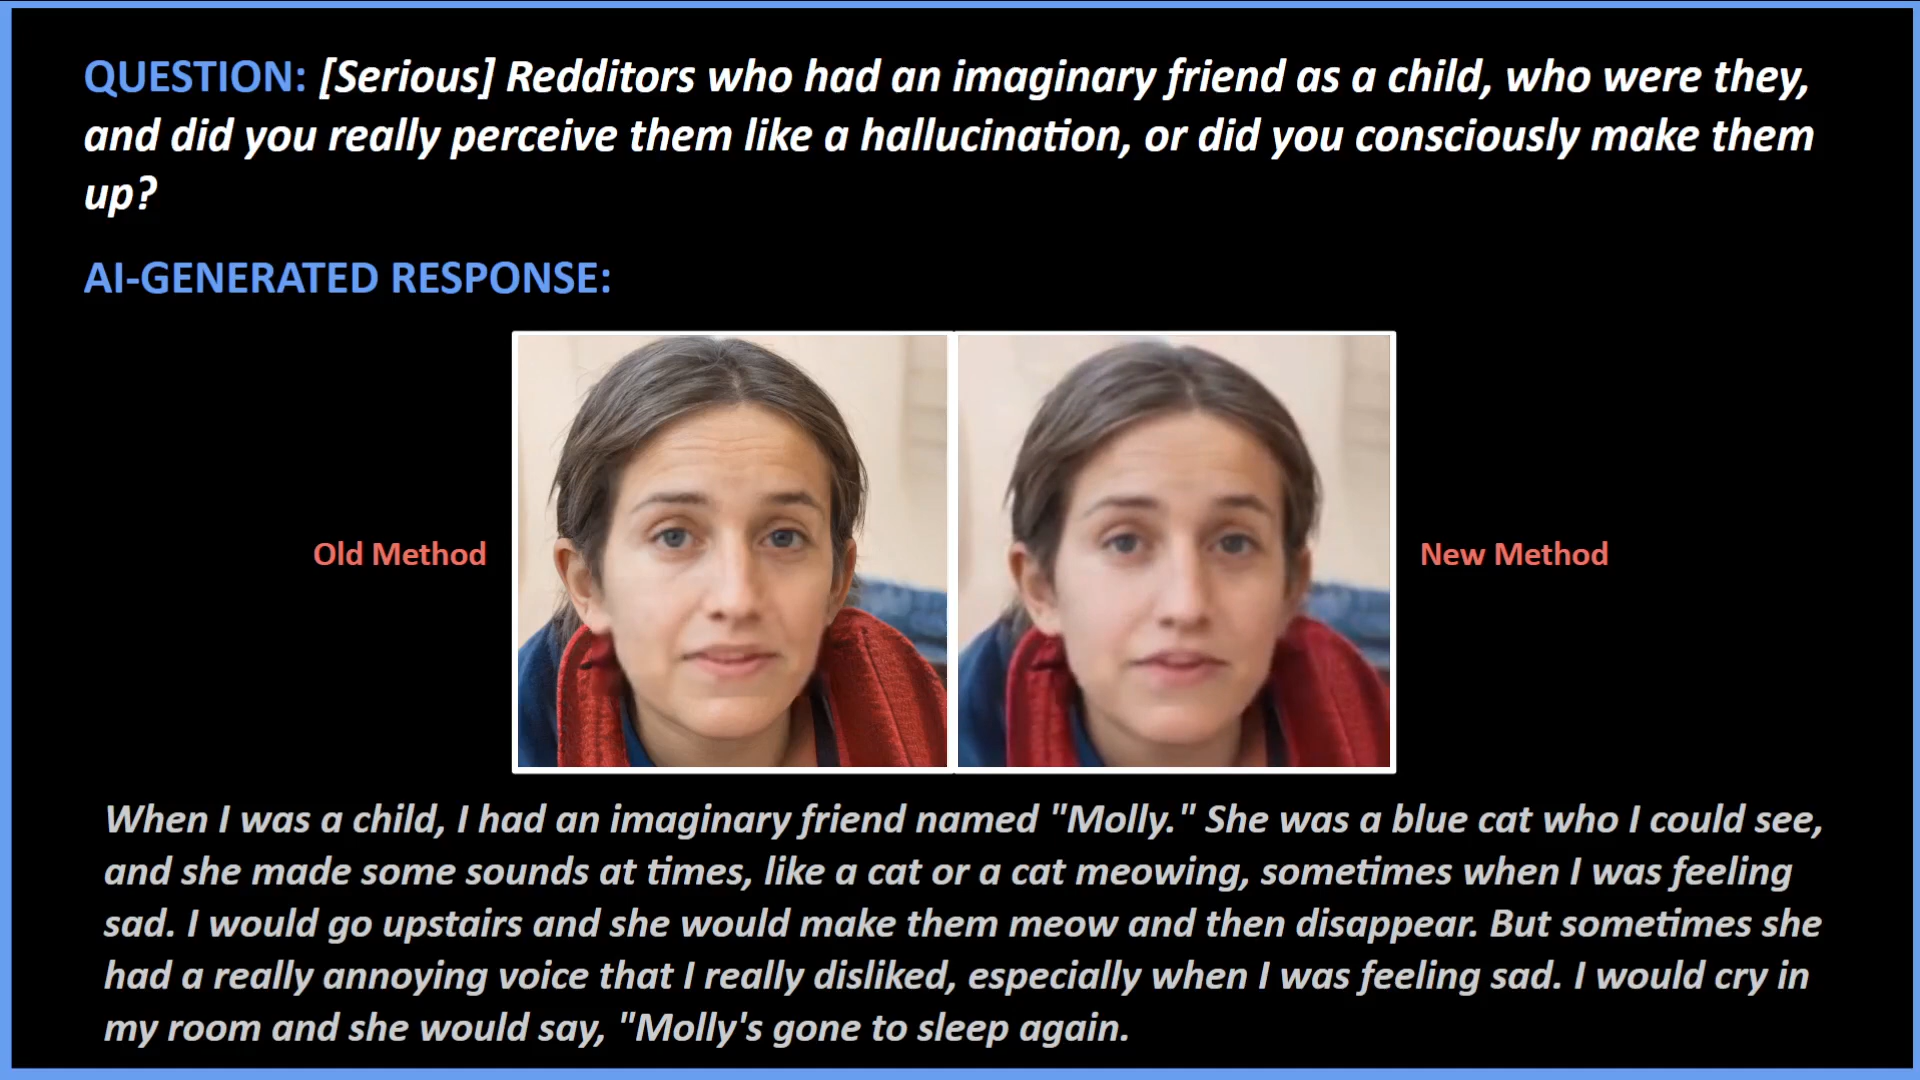 QUESTION: [Serious] Redditors who had an imaginary friend as a child, who were they,
and did you really perceive them like a hallucination, or did you consciously make them
up?
AI-GENERATED RESPONSE:
Old Method
New Method
When I was a child, I had an imaginary friend named "Molly." She was a blue cat who I could see,
and she made some sounds at times, like a cat or a cat meowing, sometimes when I was feeling
sad. I would go upstairs and she would make them meow and then disappear. But sometimes she
had a really annoying voice that I really disliked, especially when I was feeling sad. I would cry in
my room and she would say, "Molly's gone to sleep again.